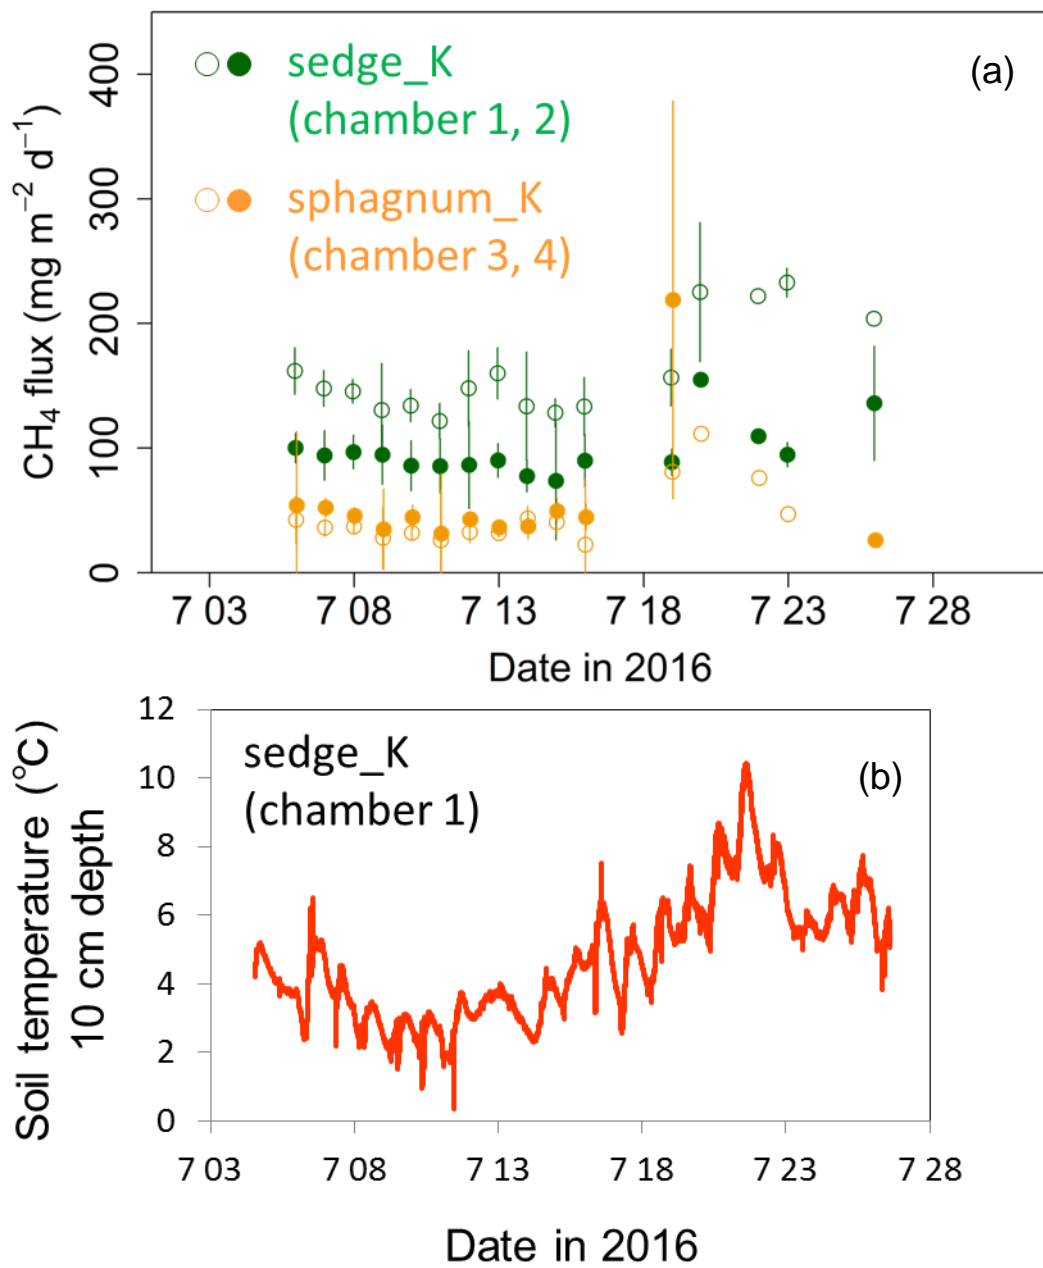 CH₄ flux (mg m⁻² d⁻¹)
400
300
200
100
0
sedge_K
(chamber 1, 2)
sphagnum_K
(chamber 3, 4)
(a)
7 03 7 08 7 13 7 18 7 23 7 28
Date in 2016
Soil temperature (℃)
10 cm depth
12
10
8
6
4
2
0
sedge_K
(chamber 1)
(b)
7 03 7 08 7 13 7 18 7 23 7 28
Date in 2016